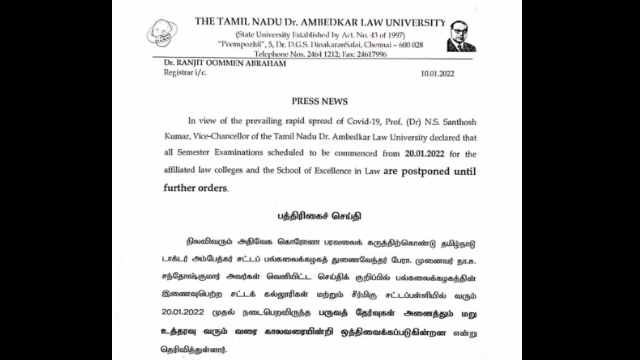 THE TAMIL NADU Dr. AMBEDKAR LAW UNIVERSITY
(State University Established by Act. No. 43 of 1997)
"Poompozhil", 5, Dr. D.G.S. DinakaranSalai, Chennai – 600 028
Telephone Nos. 2464 1212; Fax: 24617996
Dr. RANJIT OOMMEN ABRAHAM
Registrar i/c.
10.01.2022
PRESS NEWS
In view of the prevailing rapid spread of Covid-19, Prof. (Dr) N.S. Santhosh
Kumar, Vice-Chancellor of the Tamil Nadu Dr. Ambedkar Law University declared that
all Semester Examinations scheduled to be commenced from 20.01.2022 for the
affiliated law colleges and the School of Excellence in Law are postponed until
further orders.
பத்திரிகைச் செய்தி
நிலவிவரும் அதிவேக கொரோனா பரவலைக் கருத்திற்கொண்டு தமிழ்நாடு
டாக்டர் அம்பேத்கர் சட்டப் பல்கலைக்கழகத் துணைவேந்தர் பேரா. முனைவர் நா.சு.
சந்தோஷ்குமார் அவர்கள் வெளியிட்ட செய்திக் குறிப்பில் பல்கலைக்கழகத்தின்
இணைவுபெற்ற சட்டக் கல்லூரிகள் மற்றும் சீர்மிகு சட்டப்பள்ளியில் வரும்
20.01.2022 முதல் நடைபெறவிருந்த பருவத் தேர்வுகள் அனைத்தும் மறு
உத்தரவு வரும் வரை காலவரையின்றி ஒத்திவைக்கப்படுகின்றன என்று
தெரிவித்துள்ளார்.